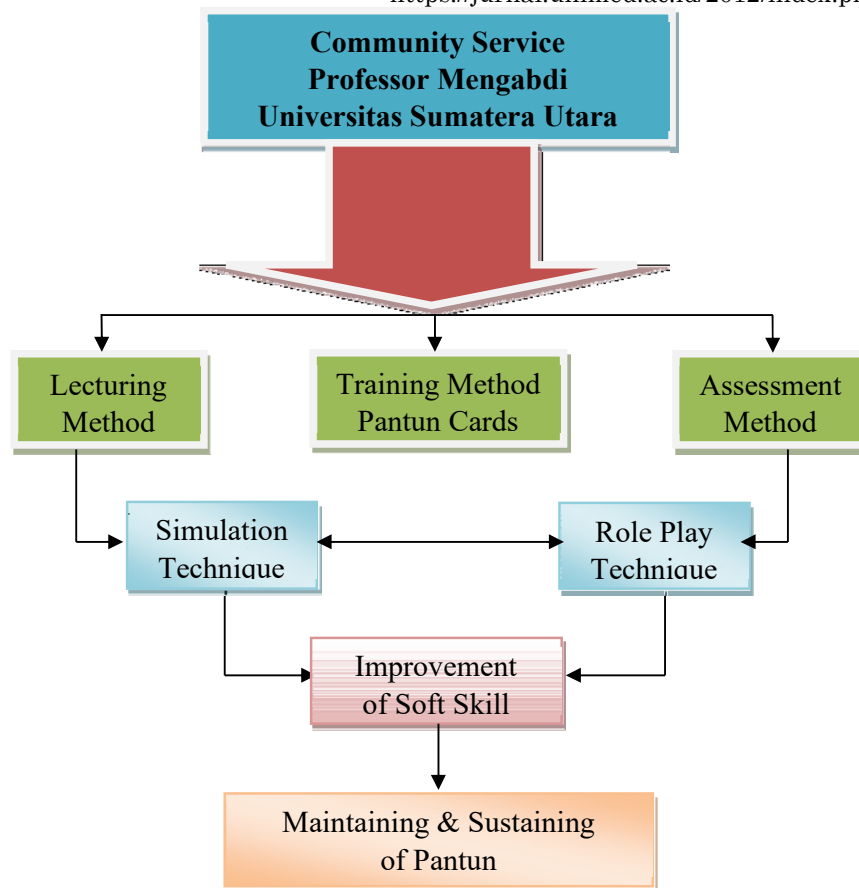 Community Service
Professor Mengabdi
Universitas Sumatera Utara
Lecturing
Method
Training Method
Pantun Cards
Assessment
Method
Simulation
Technique
Role Play
Technique
Improvement
of Soft Skill
Maintaining & Sustaining
of Pantun